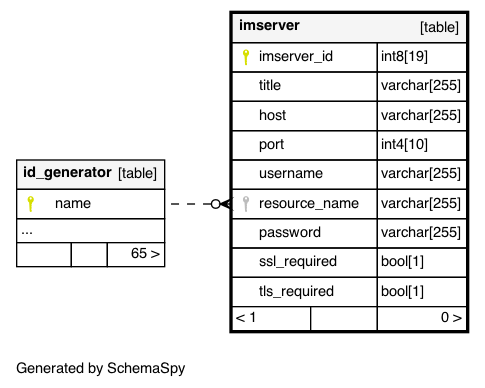 imserver [table]
imserver_id int8[19]
title varchar[255]
host varchar[255]
port int4[10]
username varchar[255]
resource_name varchar[255]
password varchar[255]
ssl_required bool[1]
tls_required bool[1]
< 1 0 >
id_generator [table]
name
...
65 >
Generated by SchemaSpy